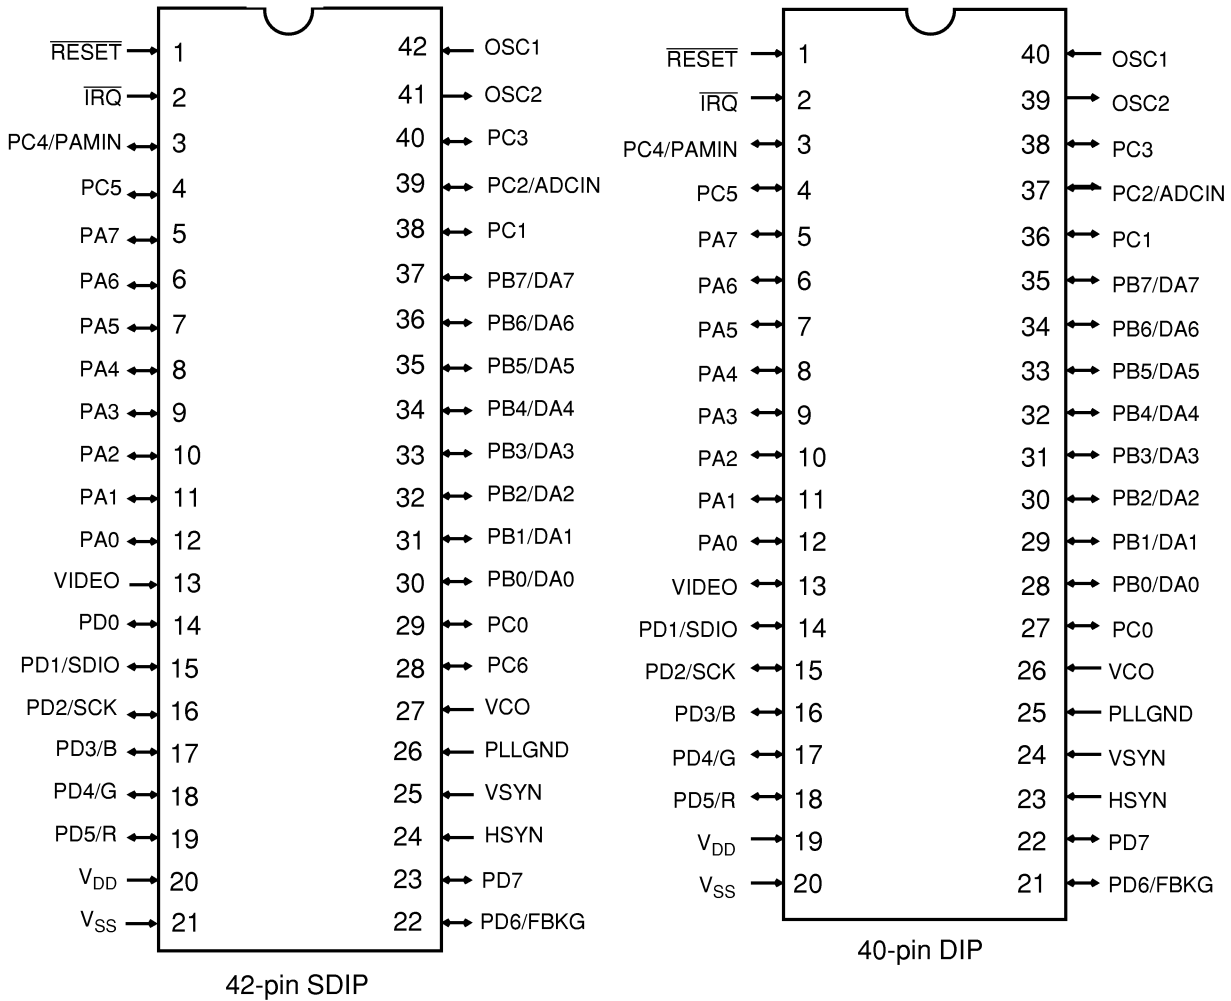 RESET 1 42 OSC1
IRQ 2 41 OSC2
PC4/PAMIN 3 40 PC3
PC5 4 39 PC2/ADCIN
PA7 5 38 PC1
PA6 6 37 PB7/DA7
PA5 7 36 PB6/DA6
PA4 8 35 PB5/DA5
PA3 9 34 PB4/DA4
PA2 10 33 PB3/DA3
PA1 11 32 PB2/DA2
PA0 12 31 PB1/DA1
VIDEO 13 30 PB0/DA0
PD0 14 29 PC0
PD1/SDIO 15 28 PC6
PD2/SCK 16 27 VCO
PD3/B 17 26 PLLGND
PD4/G 18 25 VSYN
PD5/R 19 24 HSYN
VDD 20 23 PD7
VSS 21 22 PD6/FBKG
42-pin SDIP
RESET 1 40 OSC1
IRQ 2 39 OSC2
PC4/PAMIN 3 38 PC3
PC5 4 37 PC2/ADCIN
PA7 5 36 PC1
PA6 6 35 PB7/DA7
PA5 7 34 PB6/DA6
PA4 8 33 PB5/DA5
PA3 9 32 PB4/DA4
PA2 10 31 PB3/DA3
PA1 11 30 PB2/DA2
PA0 12 29 PB1/DA1
VIDEO 13 28 PB0/DA0
PD1/SDIO 14 27 PC0
PD2/SCK 15 26 VCO
PD3/B 16 25 PLLGND
PD4/G 17 24 VSYN
PD5/R 18 23 HSYN
VDD 19 22 PD7
VSS 20 21 PD6/FBKG
40-pin DIP